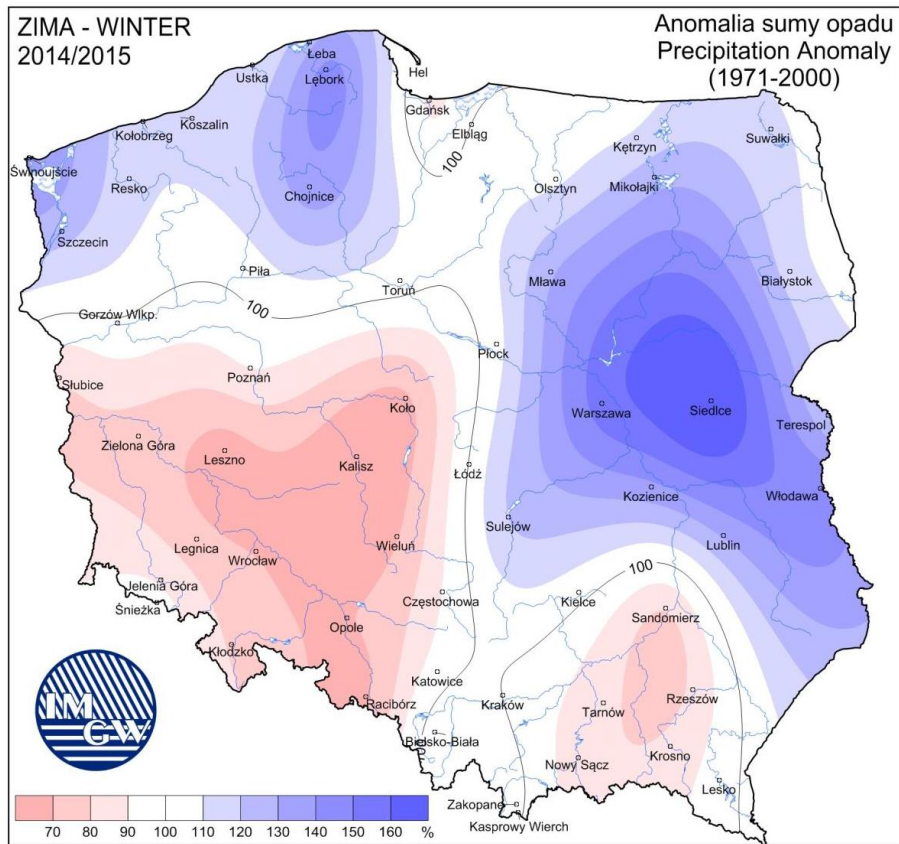 ZIMA - WINTER
2014/2015
Anomalia sumy opadu
Precipitation Anomaly
(1971-2000)
Łeba
Ustka
Lębork
Hel
Gdańsk
Koszalin
Kołobrzeg
Elbląg
Suwałki
Kętrzyn
Świnoujście
Resko
Chojnice
Olsztyn
Mikołajki
100
Szczecin
Piła
Toruń
Mława
Białystok
100
Gorzów Wlkp.
Płock
Słubice
Poznań
Koło
Warszawa
Siedlce
Terespol
Zielona Góra
Leszno
Kalisz
Łódź
Kozienice
Włodawa
Sulejów
Legnica
Wrocław
Wieluń
Lublin
100
Jelenia Góra
Śnieżka
Częstochowa
Kielce
Sandomierz
Opole
Kłodzko
Katowice
Racibórz
Kraków
Tarnów
Rzeszów
Bielsko-Biała
Nowy Sącz
Krosno
Lesko
Zakopane
Kasprowy Wierch
IM
GW
70 80 90 100 110 120 130 140 150 160 %